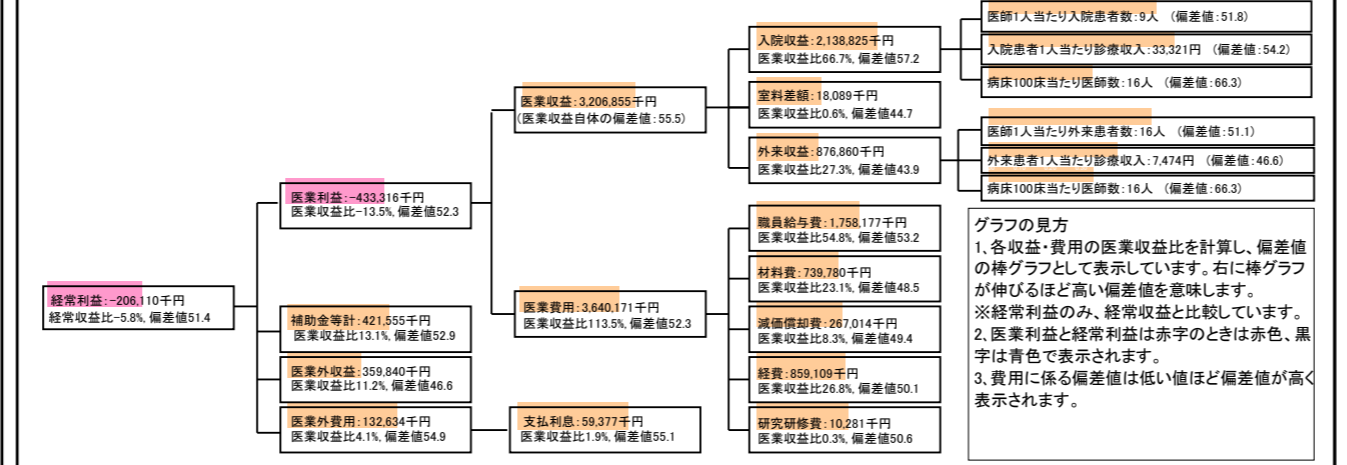 医師1人当たり入院患者数:9人 (偏差値:51.8)
入院収益:2,138,825千円
医業収益比66.7%, 偏差値57.2
入院患者1人当たり診療収入:33,321円 (偏差値:54.2)
病床100床当たり医師数:16人 (偏差値:66.3)
医業収益:3,206,855千円
(医業収益自体の偏差値:55.5)
室料差額:18,089千円
医業収益比0.6%, 偏差値44.7
医師1人当たり外来患者数:16人 (偏差値:51.1)
外来収益:876,860千円
医業収益比27.3%, 偏差値43.9
外来患者1人当たり診療収入:7,474円 (偏差値:46.6)
病床100床当たり医師数:16人 (偏差値:66.3)
医業利益:-433,316千円
医業収益比-13.5%, 偏差値52.3
職員給与費:1,758,177千円
医業収益比54.8%, 偏差値53.2
材料費:739,780千円
医業収益比23.1%, 偏差値48.5
経常利益:-206,110千円
経常収益比-5.8%, 偏差値51.4
医業費用:3,640,171千円
医業収益比113.5%, 偏差値52.3
補助金等計:421,555千円
医業収益比13.1%, 偏差値52.9
減価償却費:267,014千円
医業収益比8.3%, 偏差値49.4
医業外収益:359,840千円
医業収益比11.2%, 偏差値46.6
経費:859,109千円
医業収益比26.8%, 偏差値50.1
医業外費用:132,634千円
医業収益比4.1%, 偏差値54.9
支払利息:59,377千円
医業収益比1.9%, 偏差値55.1
研究研修費:10,281千円
医業収益比0.3%, 偏差値50.6
グラフの見方
1、各収益・費用の医業収益比を計算し、偏差値
の棒グラフとして表示しています。右に棒グラフ
が伸びるほど高い偏差値を意味します。
※経常利益のみ、経常収益と比較しています。
2、医業利益と経常利益は赤字のときは赤色、黒
字は青色で表示されます。
3、費用に係る偏差値は低い値ほど偏差値が高く
表示されます。